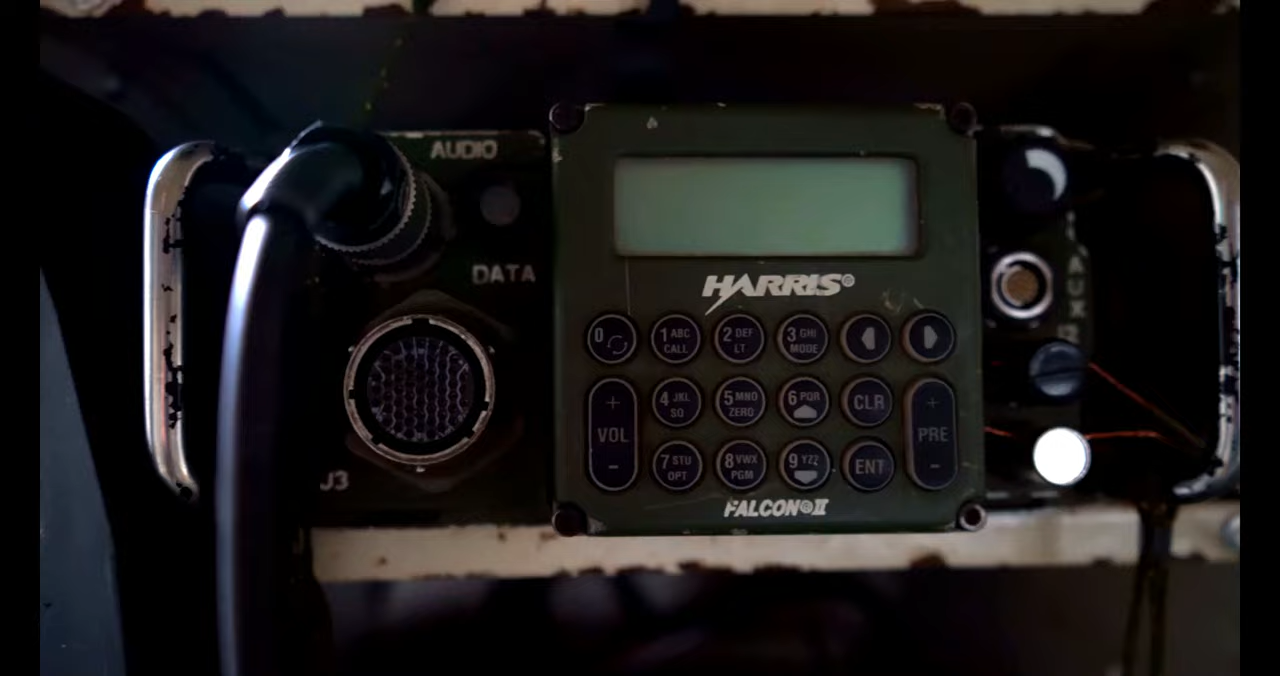 AUDIO
DATA
J3
HARRIS®
0 1 ABC 2 DEF 3 GHI
CALL LT MODE
+ 4 JKL 5 MNO 6 PQR CLR +
SQ ZERO
VOL PRE
- 7 STU 8 VWX 9 YZ ENT -
OPT PGM
FALCON® II
AUX